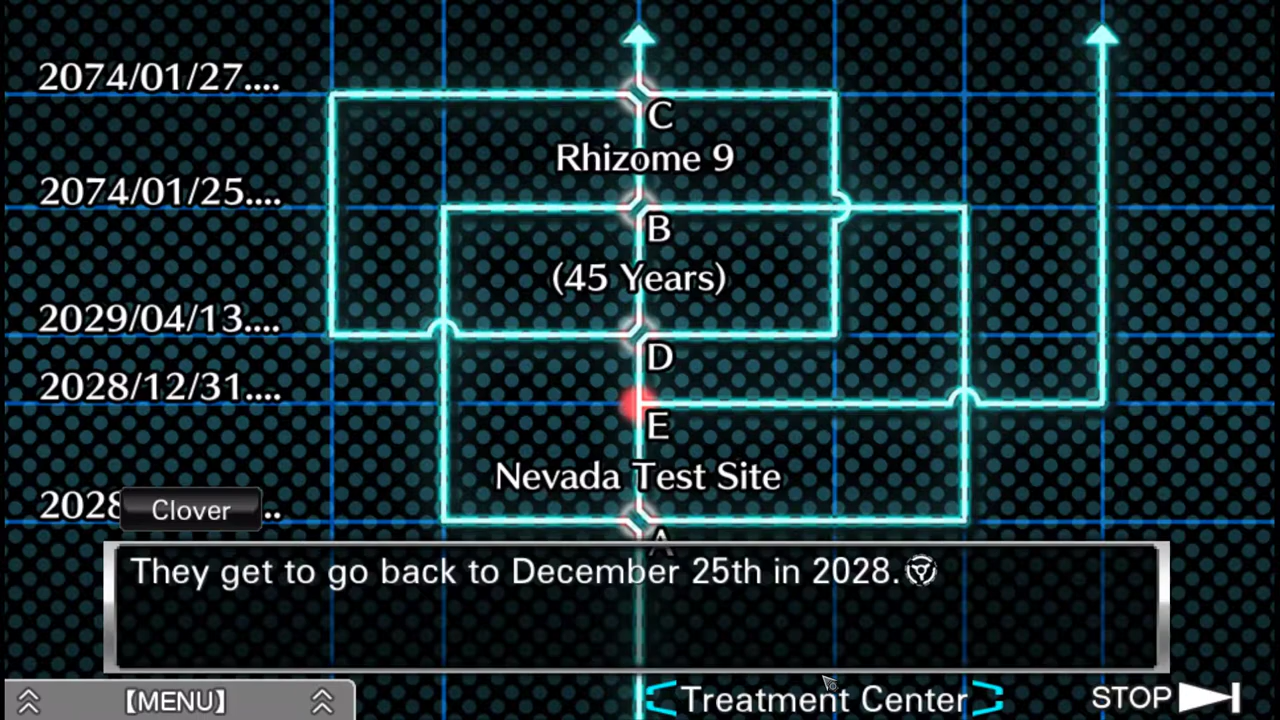 2074/01/27....
C
Rhizome 9
2074/01/25....
B
(45 Years)
2029/04/13....
D
2028/12/31....
E
Nevada Test Site
2028
..
Clover
A
They get to go back to December 25th in 2028.
【MENU】
Treatment Center
STOP